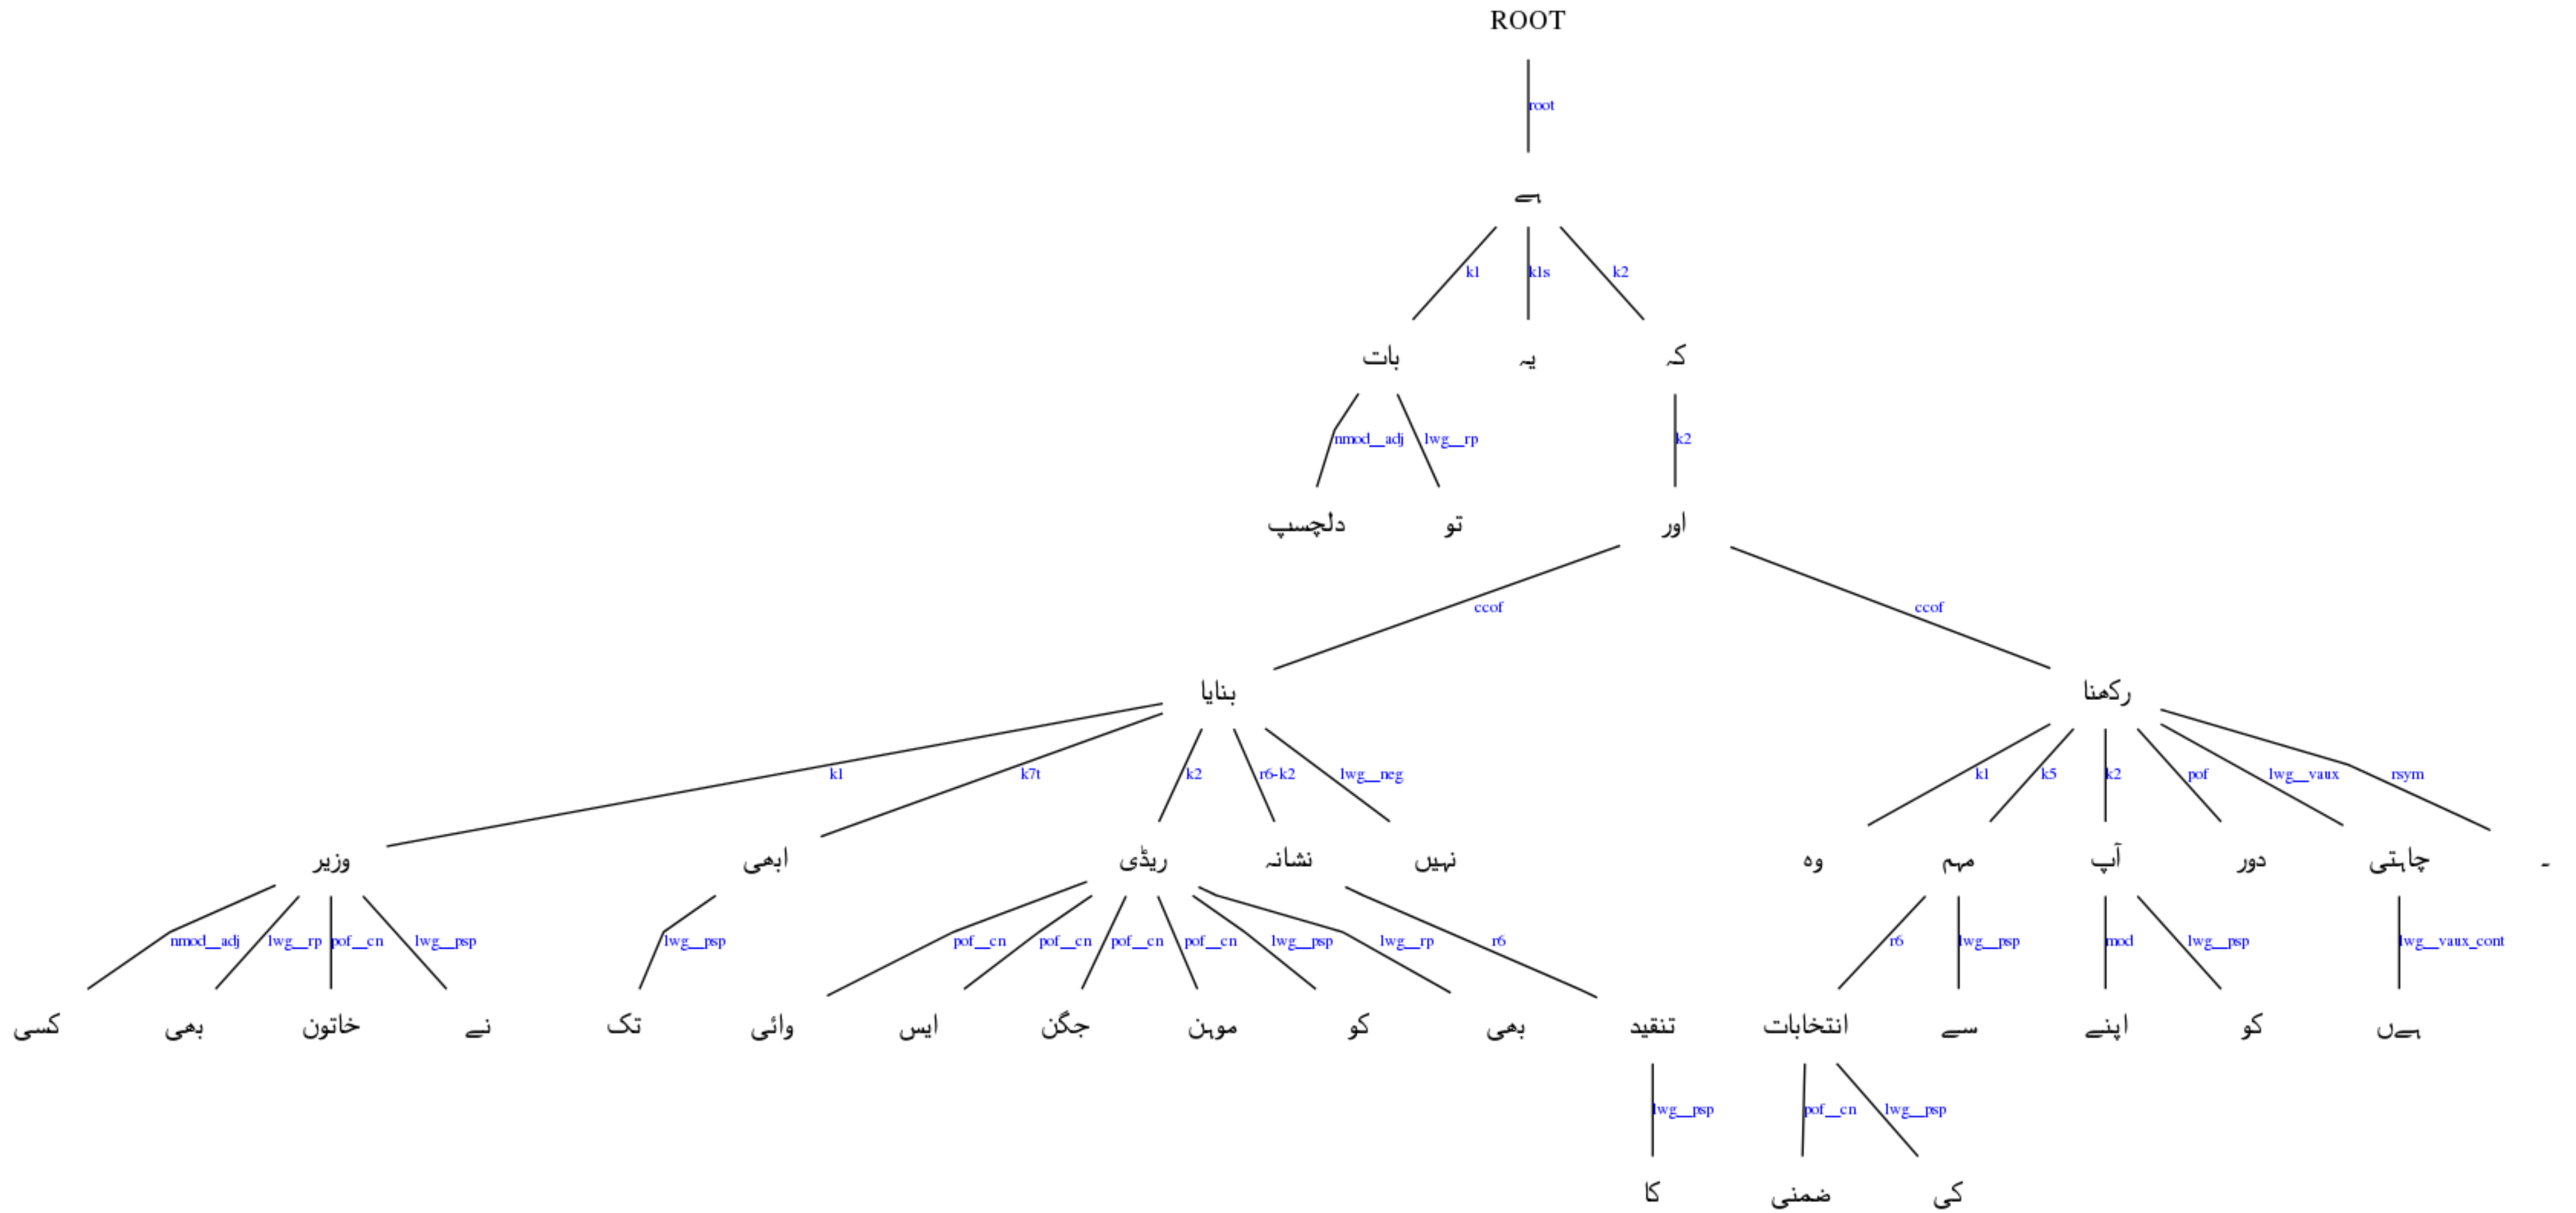 ROOT
root
ہے
k1 k1s k2
بات یہ کہ
nmod__adj lwg__rp k2
دلچسپ تو اور
ccof ccof
بنایا رکھنا
k1 k7t k2 r6-k2 lwg__neg k1 k5 k2 pof lwg__vaux rsym
وزیر ابھی ریڈی نشانہ نہیں وہ مہم آپ دور چاہتی ۔
nmod__adj lwg__rp pof__cn lwg__psp lwg__psp pof__cn pof__cn pof__cn pof__cn lwg__psp lwg__rp r6 r6 lwg__psp mod lwg__psp lwg__vaux_cont
کسی بھی خاتون نے تک وائی ایس جگن موہن کو بھی تنقید انتخابات سے اپنے کو ہےں
lwg__psp pof__cn lwg__psp
کا ضمنی کی